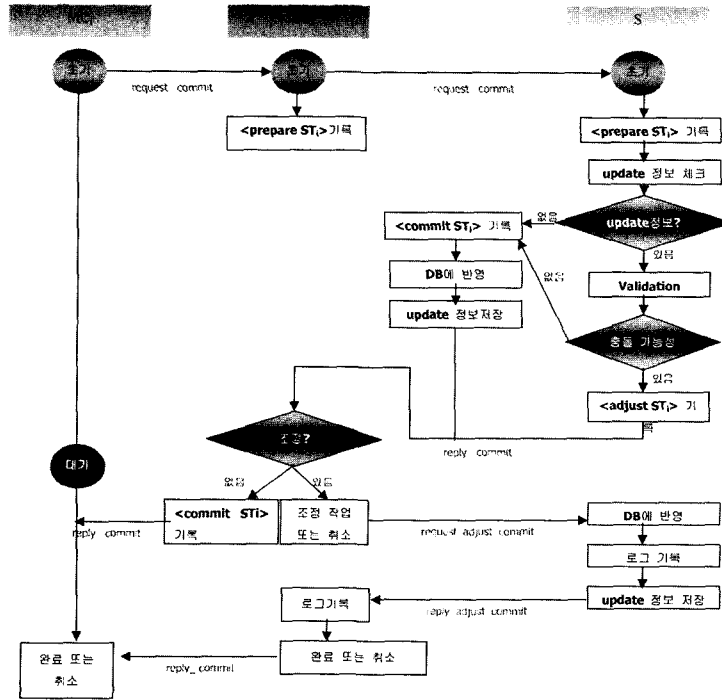 S
초기
초기
request commit
request commit
<prepare STᵢ>기록
<prepare STᵢ> 기록
update 정보 체크
update정보?
없음
<commit STᵢ> 기록
있음
DB에 반영
없음
Validation
update 정보저장
충돌 가능성
있음
<adjust STᵢ> 기
록
조정?
reply commit
대기
없음
있음
<commit STi>
기록
조정 작업
또는 취소
reply commit
request adjust commit
DB에 반영
로그 기록
update 정보 저장
로그기록
reply adjust commit
완료 또는 취소
reply_commit
완료 또는
취소